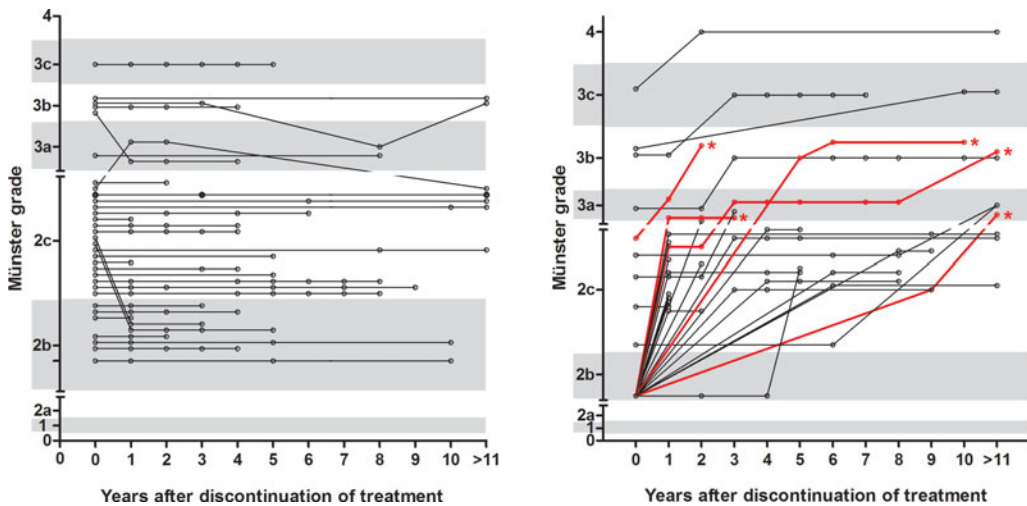 4
3c
3b
3a
2c
2b
2a
1
0
Münster grade
0 0 1 2 3 4 5 6 7 8 9 10 >11
Years after discontinuation of treatment
4
3c
3b
3a
2c
2b
2a
1
0
Münster grade
* * * * *
0 1 2 3 4 5 6 7 8 9 10 >11
Years after discontinuation of treatment